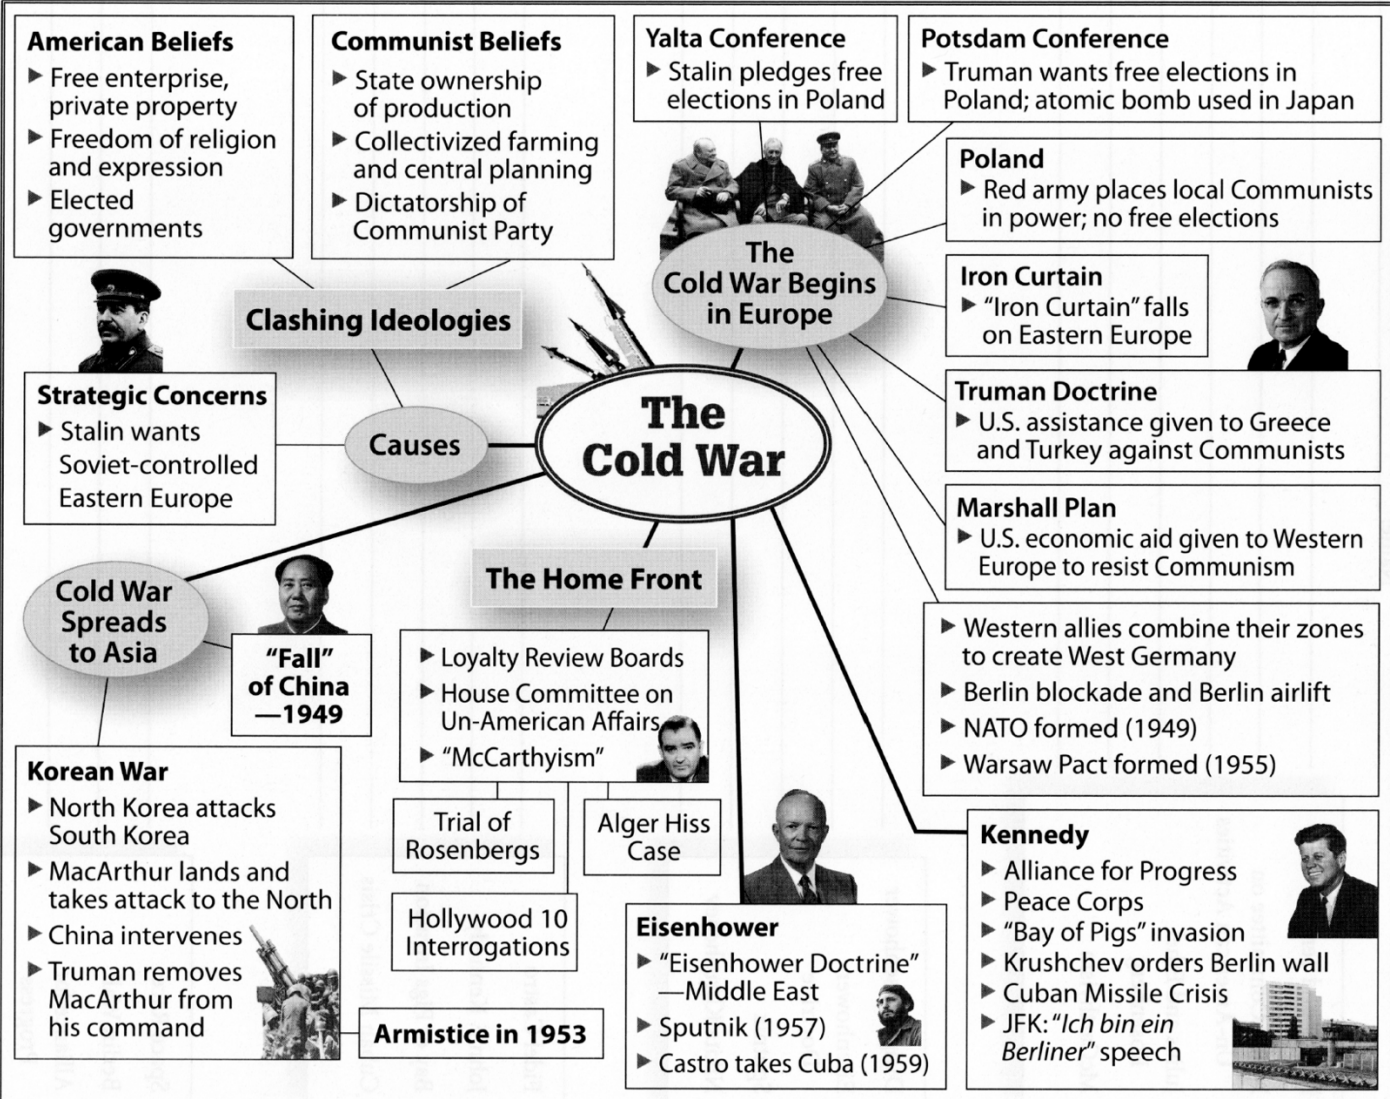 American Beliefs
▶ Free enterprise,
private property
▶ Freedom of religion
and expression
▶ Elected
governments
Communist Beliefs
▶ State ownership
of production
▶ Collectivized farming
and central planning
▶ Dictatorship of
Communist Party
Clashing Ideologies
Strategic Concerns
▶ Stalin wants
Soviet-controlled
Eastern Europe
Causes
The
Cold War
Yalta Conference
▶ Stalin pledges free
elections in Poland
Potsdam Conference
▶ Truman wants free elections in
Poland; atomic bomb used in Japan
The
Cold War Begins
in Europe
Poland
▶ Red army places local Communists
in power; no free elections
Iron Curtain
▶ “Iron Curtain” falls
on Eastern Europe
Truman Doctrine
▶ U.S. assistance given to Greece
and Turkey against Communists
Marshall Plan
▶ U.S. economic aid given to Western
Europe to resist Communism
▶ Western allies combine their zones
to create West Germany
▶ Berlin blockade and Berlin airlift
▶ NATO formed (1949)
▶ Warsaw Pact formed (1955)
Cold War
Spreads
to Asia
“Fall”
of China
—1949
Korean War
▶ North Korea attacks
South Korea
▶ MacArthur lands and
takes attack to the North
▶ China intervenes
▶ Truman removes
MacArthur from
his command
Armistice in 1953
The Home Front
▶ Loyalty Review Boards
▶ House Committee on
Un-American Affairs
▶ “McCarthyism”
Trial of
Rosenbergs
Alger Hiss
Case
Hollywood 10
Interrogations
Eisenhower
▶ “Eisenhower Doctrine”
—Middle East
▶ Sputnik (1957)
▶ Castro takes Cuba (1959)
Kennedy
▶ Alliance for Progress
▶ Peace Corps
▶ “Bay of Pigs” invasion
▶ Krushchev orders Berlin wall
▶ Cuban Missile Crisis
▶ JFK: “Ich bin ein
Berliner” speech